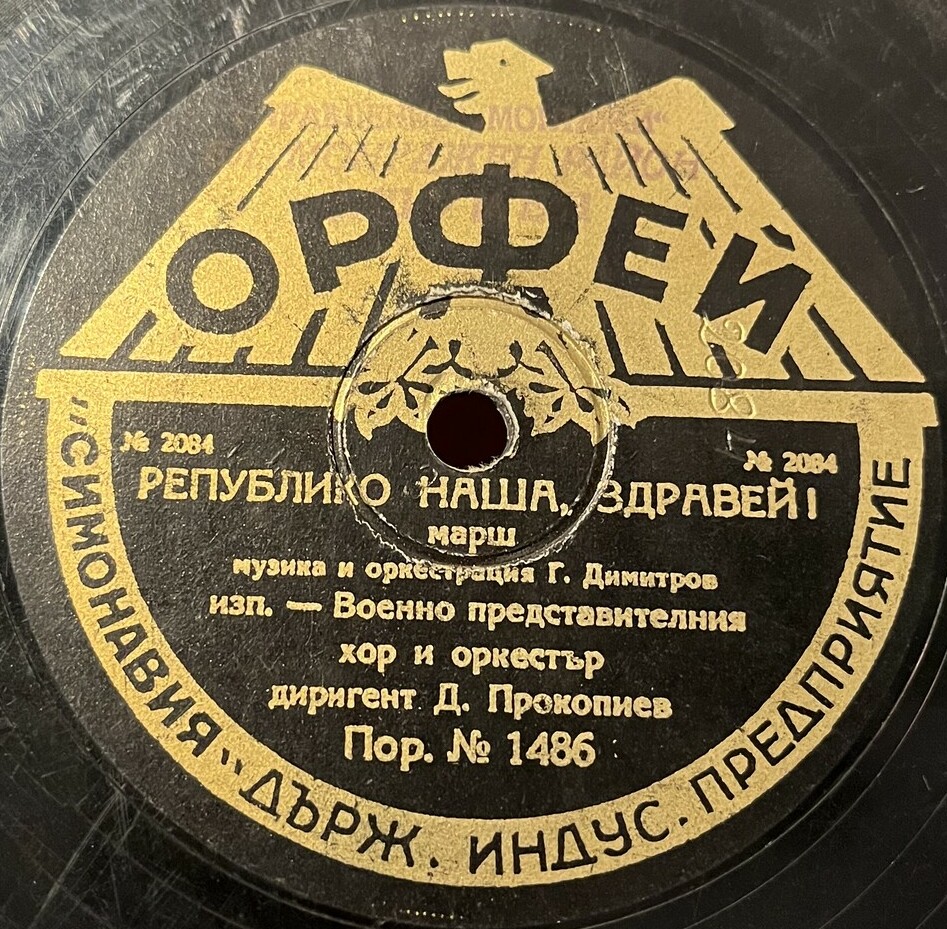 ОРФЕЙ
№ 2084 № 2084
РЕПУБЛИКО НАША, ЗДРАВЕЙ!
марш
музика и оркестрация Г. Димитров
изп. — Военно представителния
хор и оркестър
диригент Д. Прокопиев
Пор. № 1486
"СИМОНАВИЯ" ДЪРЖ. ИНДУС. ПРЕДПРИЯТИЕ